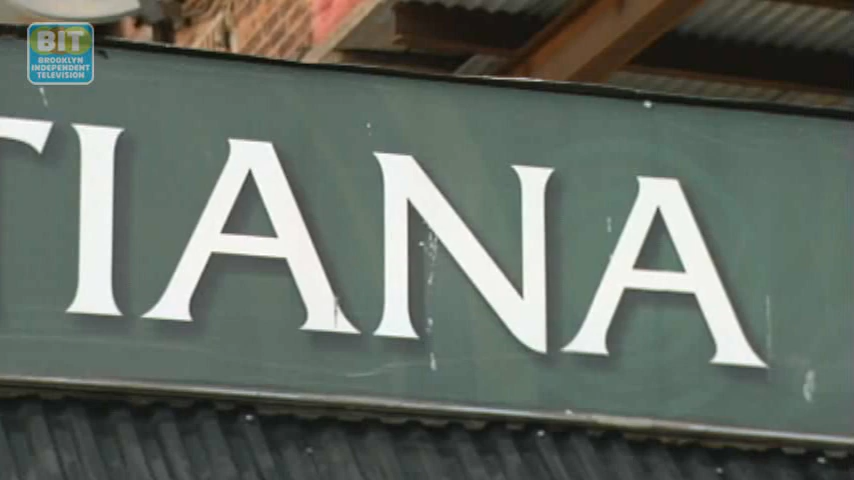 BIT
BROOKLYN
INDEPENDENT
TELEVISION
TIANA